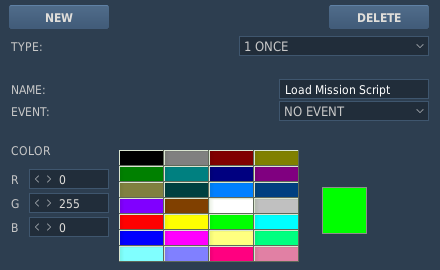 NEW DELETE
TYPE: 1 ONCE
NAME: Load Mission Script
EVENT: NO EVENT
COLOR
R < > 0
G < > 255
B < > 0